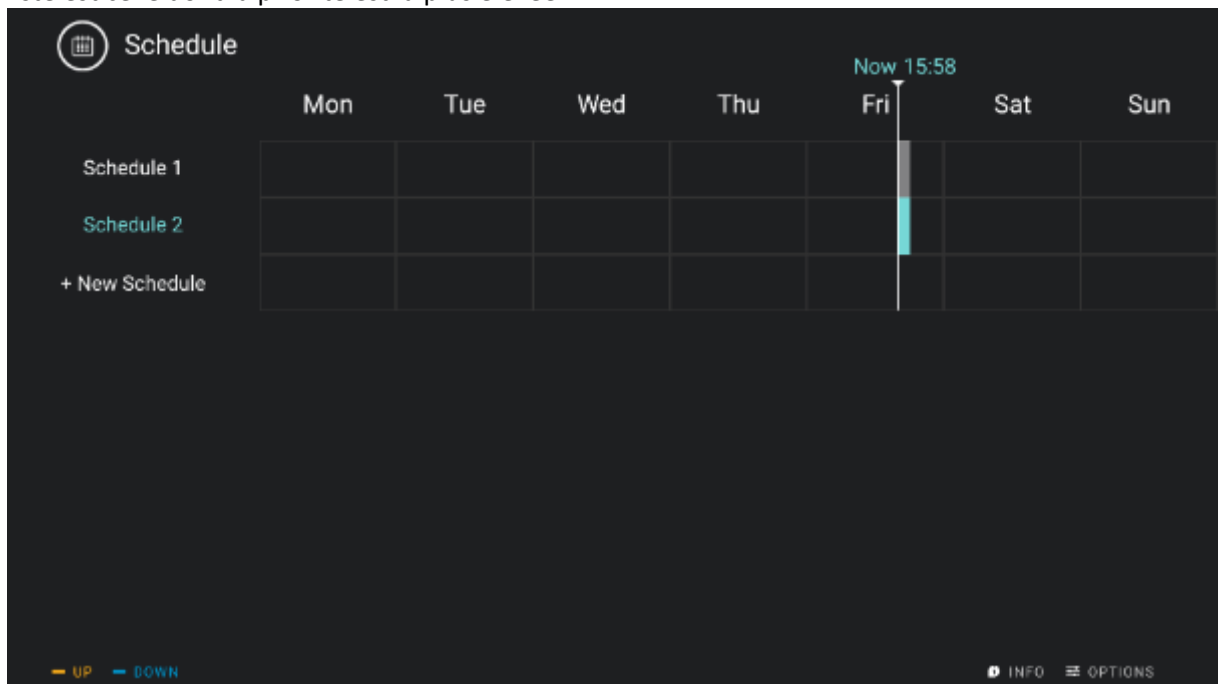 Schedule
Now 15:58
Mon Tue Wed Thu Fri Sat Sun
Schedule 1
Schedule 2
+ New Schedule
UP DOWN INFO OPTIONS